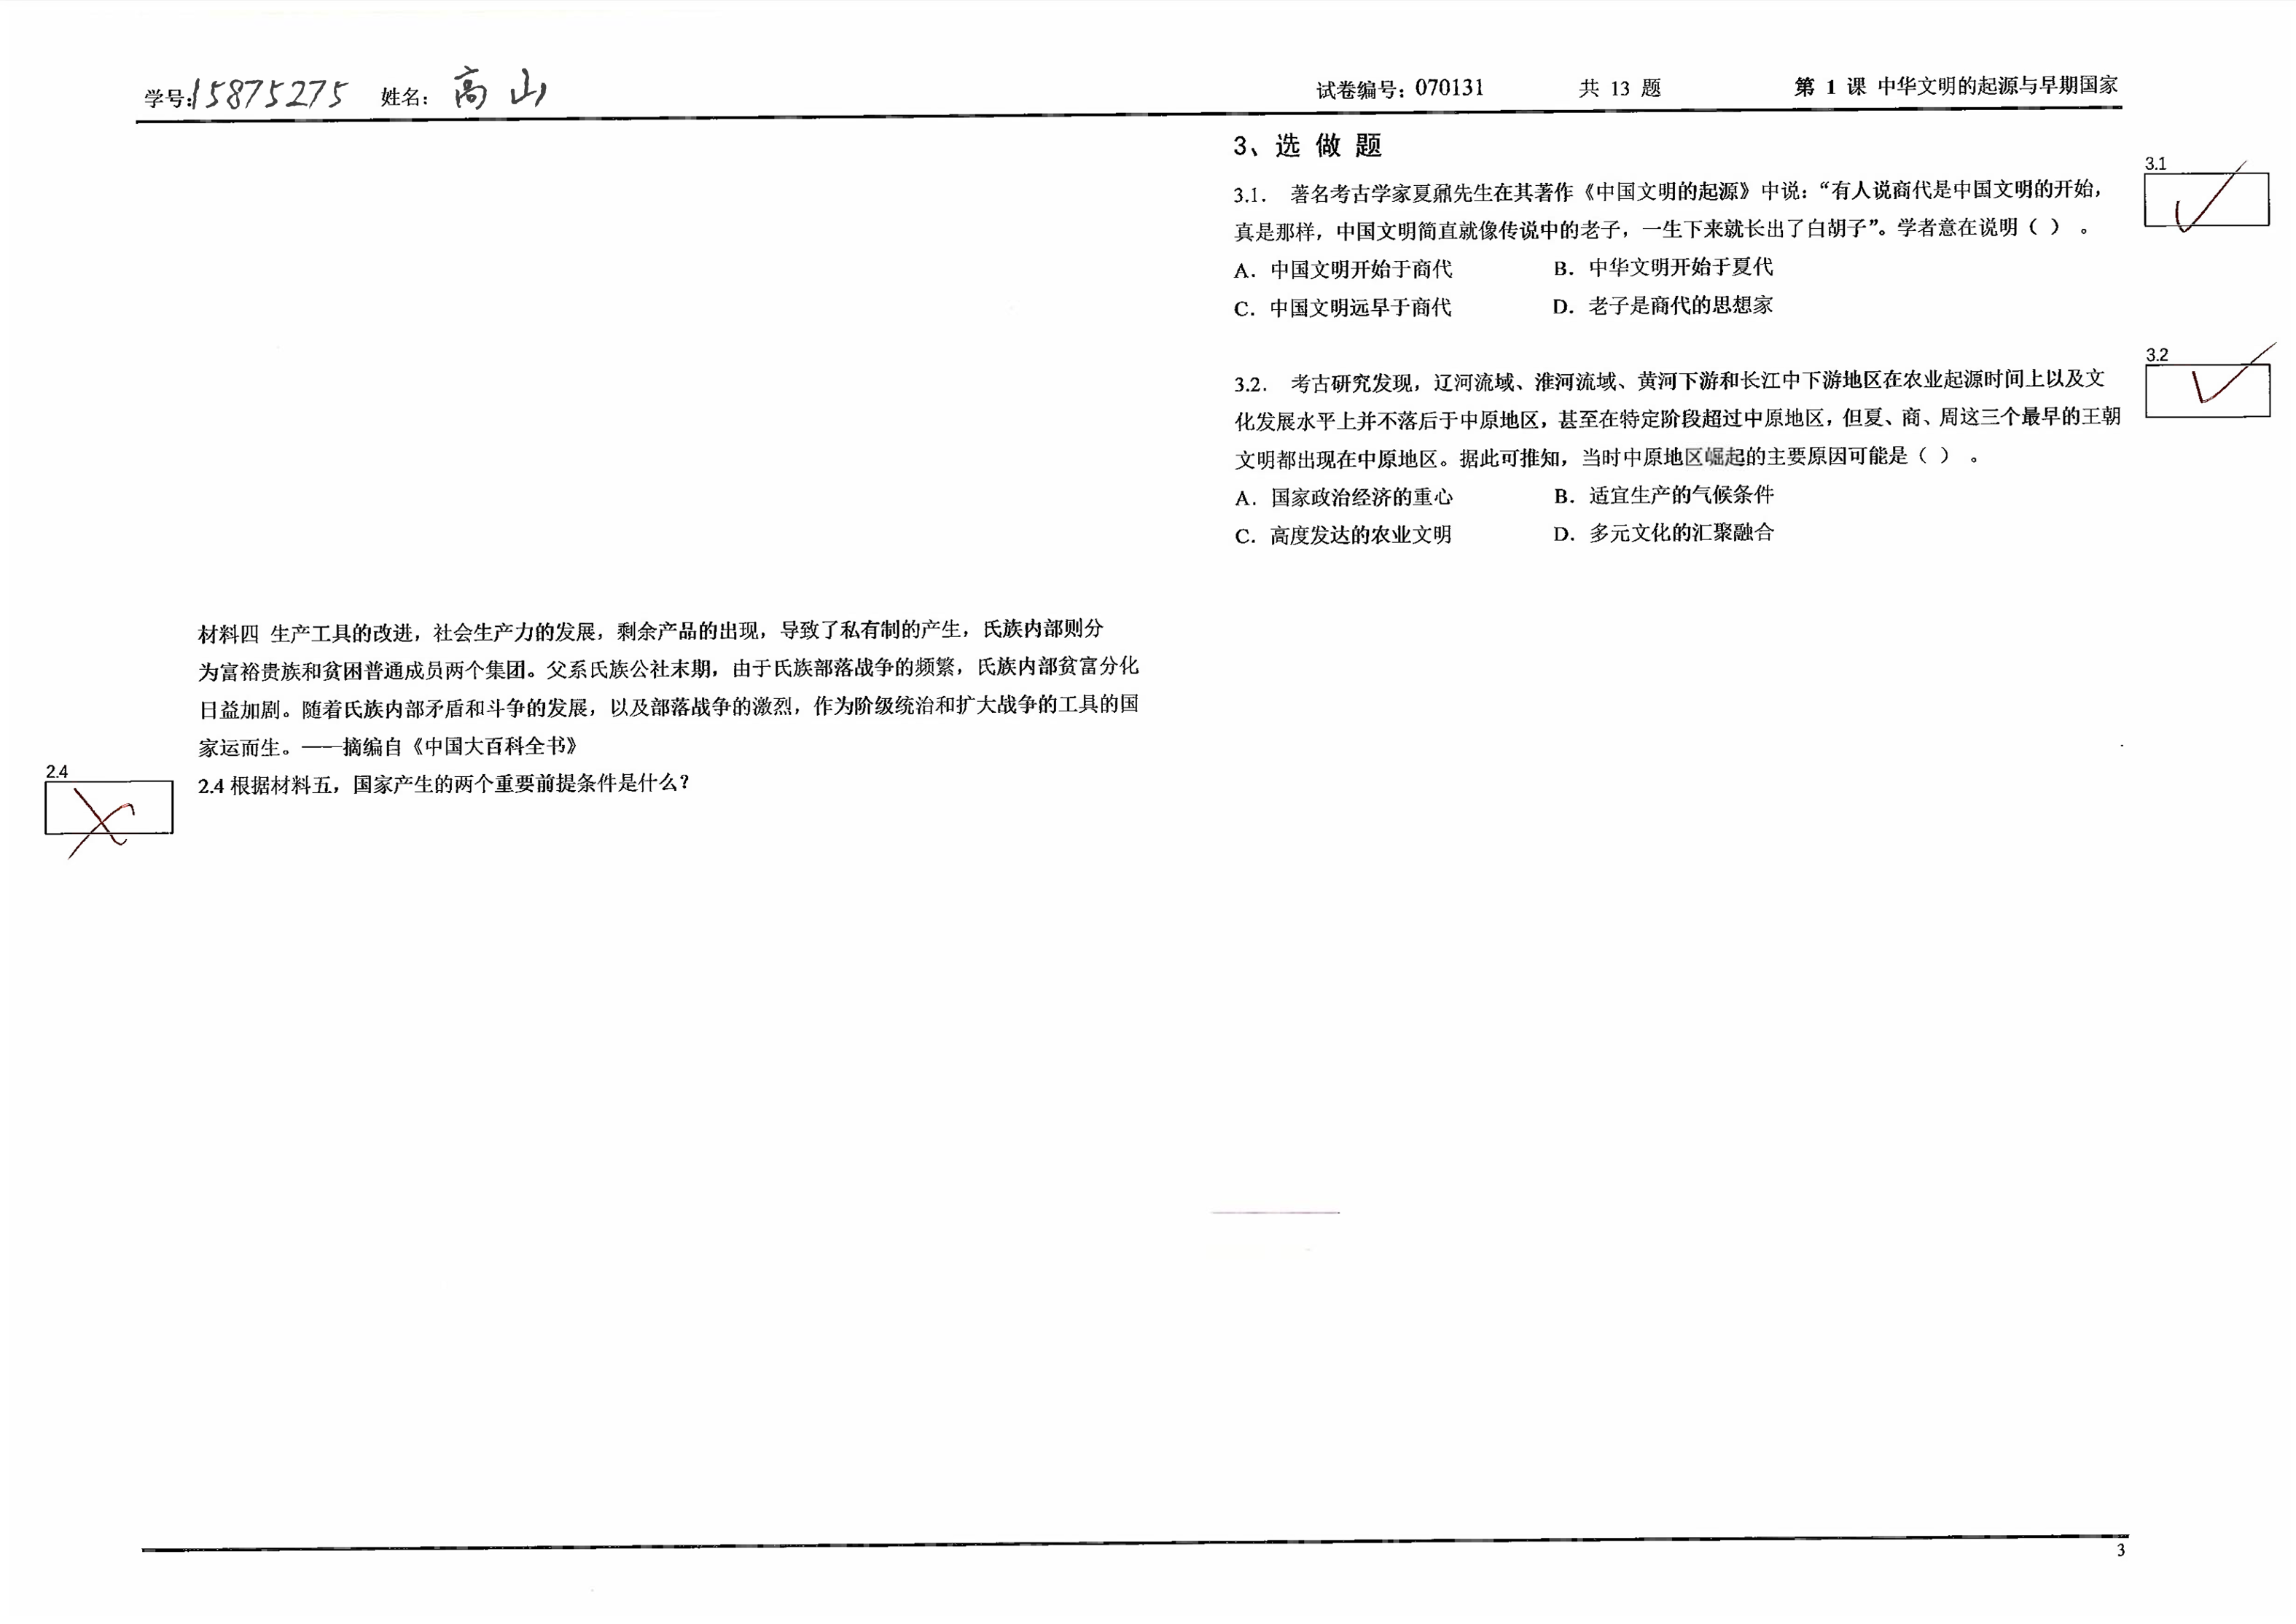 学号:15875275 姓名：高山 试卷编号：070131 共 13 题 第 1 课 中华文明的起源与早期国家
材料四 生产工具的改进，社会生产力的发展，剩余产品的出现，导致了私有制的产生，氏族内部则分
为富裕贵族和贫困普通成员两个集团。父系氏族公社末期，由于氏族部落战争的频繁，氏族内部贫富分化
日益加剧。随着氏族内部矛盾和斗争的发展，以及部落战争的激烈，作为阶级统治和扩大战争的工具的国
家运而生。——摘编自《中国大百科全书》
2.4
2.4 根据材料五，国家产生的两个重要前提条件是什么？
3、选 做 题
3.1
3.1. 著名考古学家夏鼐先生在其著作《中国文明的起源》中说：“有人说商代是中国文明的开始，
真是那样，中国文明简直就像传说中的老子，一生下来就长出了白胡子”。学者意在说明（ ） 。
A. 中国文明开始于商代 B. 中华文明开始于夏代
C. 中国文明远早于商代 D. 老子是商代的思想家
3.2
3.2. 考古研究发现，辽河流域、淮河流域、黄河下游和长江中下游地区在农业起源时间上以及文
化发展水平上并不落后于中原地区，甚至在特定阶段超过中原地区，但夏、商、周这三个最早的王朝
文明都出现在中原地区。据此可推知，当时中原地区崛起的主要原因可能是（ ） 。
A. 国家政治经济的重心 B. 适宜生产的气候条件
C. 高度发达的农业文明 D. 多元文化的汇聚融合
3